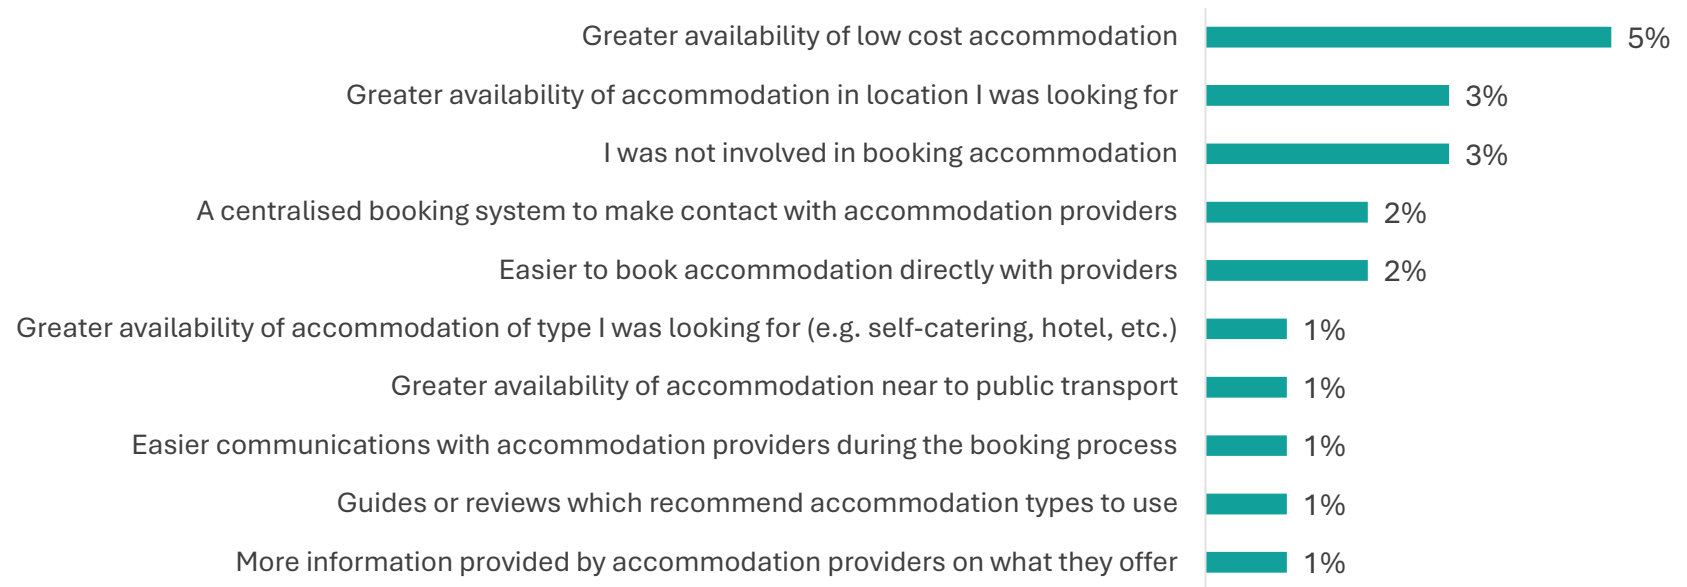 Greater availability of low cost accommodation 5%
Greater availability of accommodation in location I was looking for 3%
I was not involved in booking accommodation 3%
A centralised booking system to make contact with accommodation providers 2%
Easier to book accommodation directly with providers 2%
Greater availability of accommodation of type I was looking for (e.g. self-catering, hotel, etc.) 1%
Greater availability of accommodation near to public transport 1%
Easier communications with accommodation providers during the booking process 1%
Guides or reviews which recommend accommodation types to use 1%
More information provided by accommodation providers on what they offer 1%